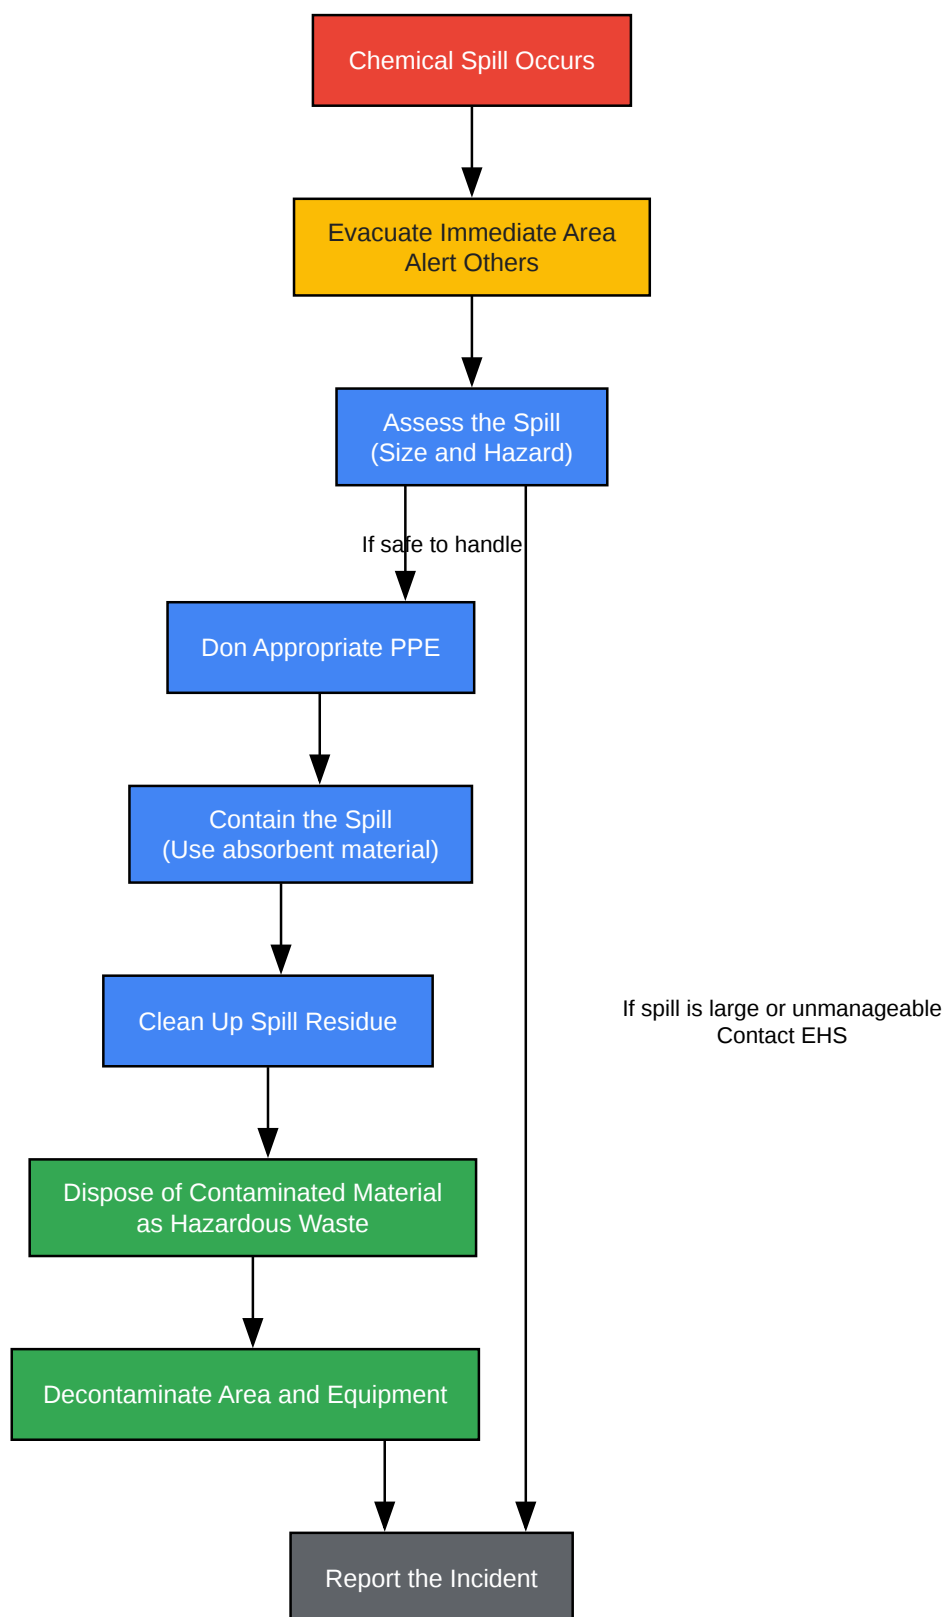 Chemical Spill Occurs
Evacuate Immediate Area
Alert Others
Assess the Spill
(Size and Hazard)
If safe to handle
Don Appropriate PPE
Contain the Spill
(Use absorbent material)
Clean Up Spill Residue
If spill is large or unmanageable
Contact EHS
Dispose of Contaminated Material
as Hazardous Waste
Decontaminate Area and Equipment
Report the Incident